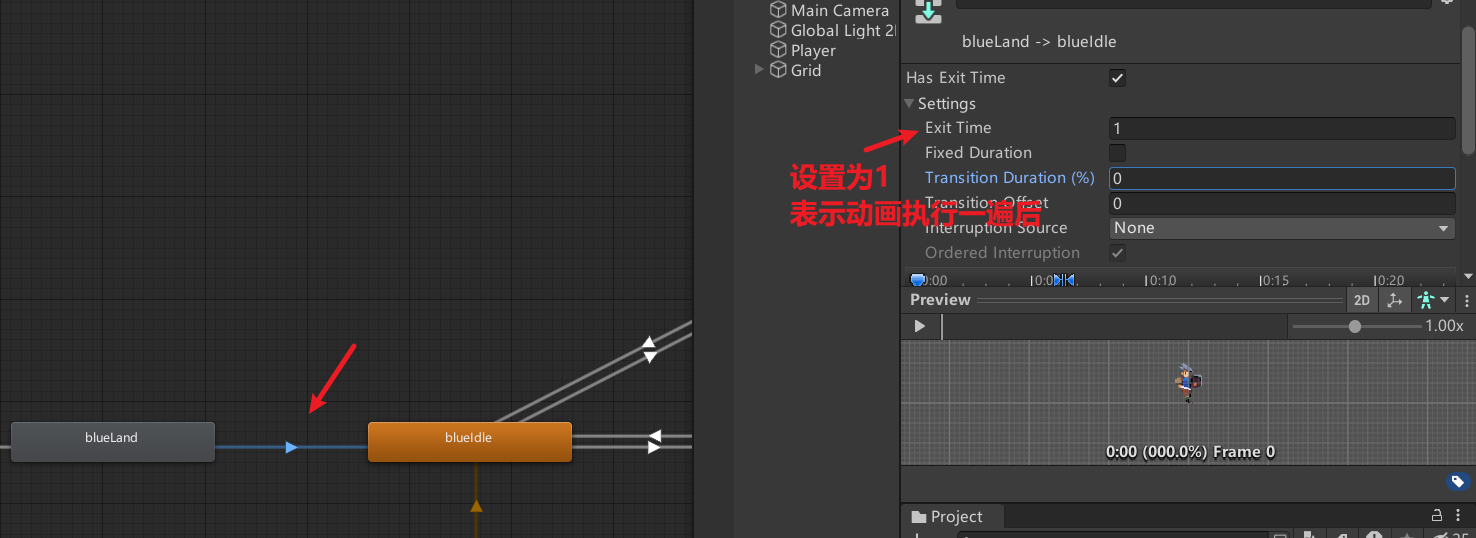 Main Camera
Global Light 2
Player
Grid
blueLand -> blueIdle
Has Exit Time
Settings
Exit Time
1
Fixed Duration
Transition Duration (%)
0
Transition Offset
0
Interruption Source
None
Ordered Interruption
设置为1
表示动画执行一遍后
0:00
0:0
0:10
0:15
0:20
Preview
2D
1.00x
0:00 (000.0%) Frame 0
blueLand
blueIdle
Project